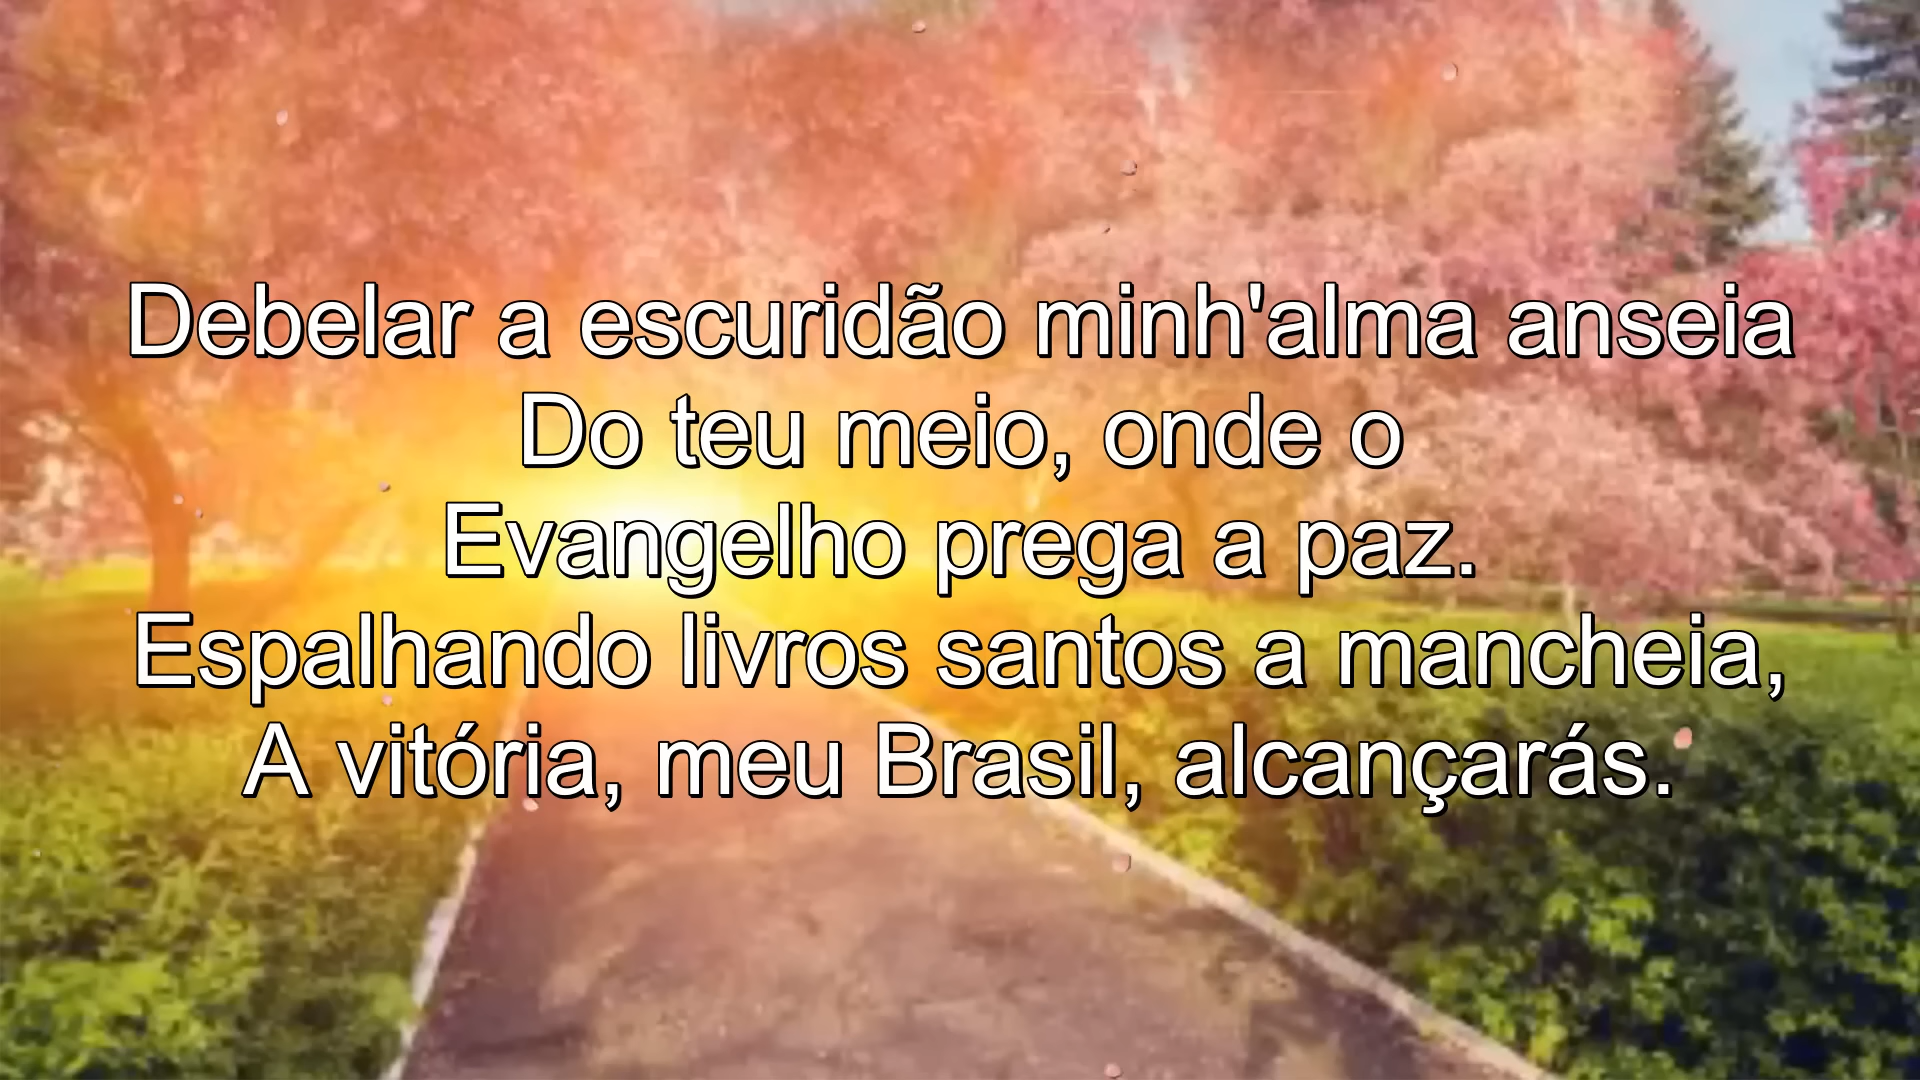 Debelar a escuridão minh'alma anseia
Do teu meio, onde o
Evangelho prega a paz.
Espalhando livros santos a mancheia,
A vitória, meu Brasil, alcançarás.